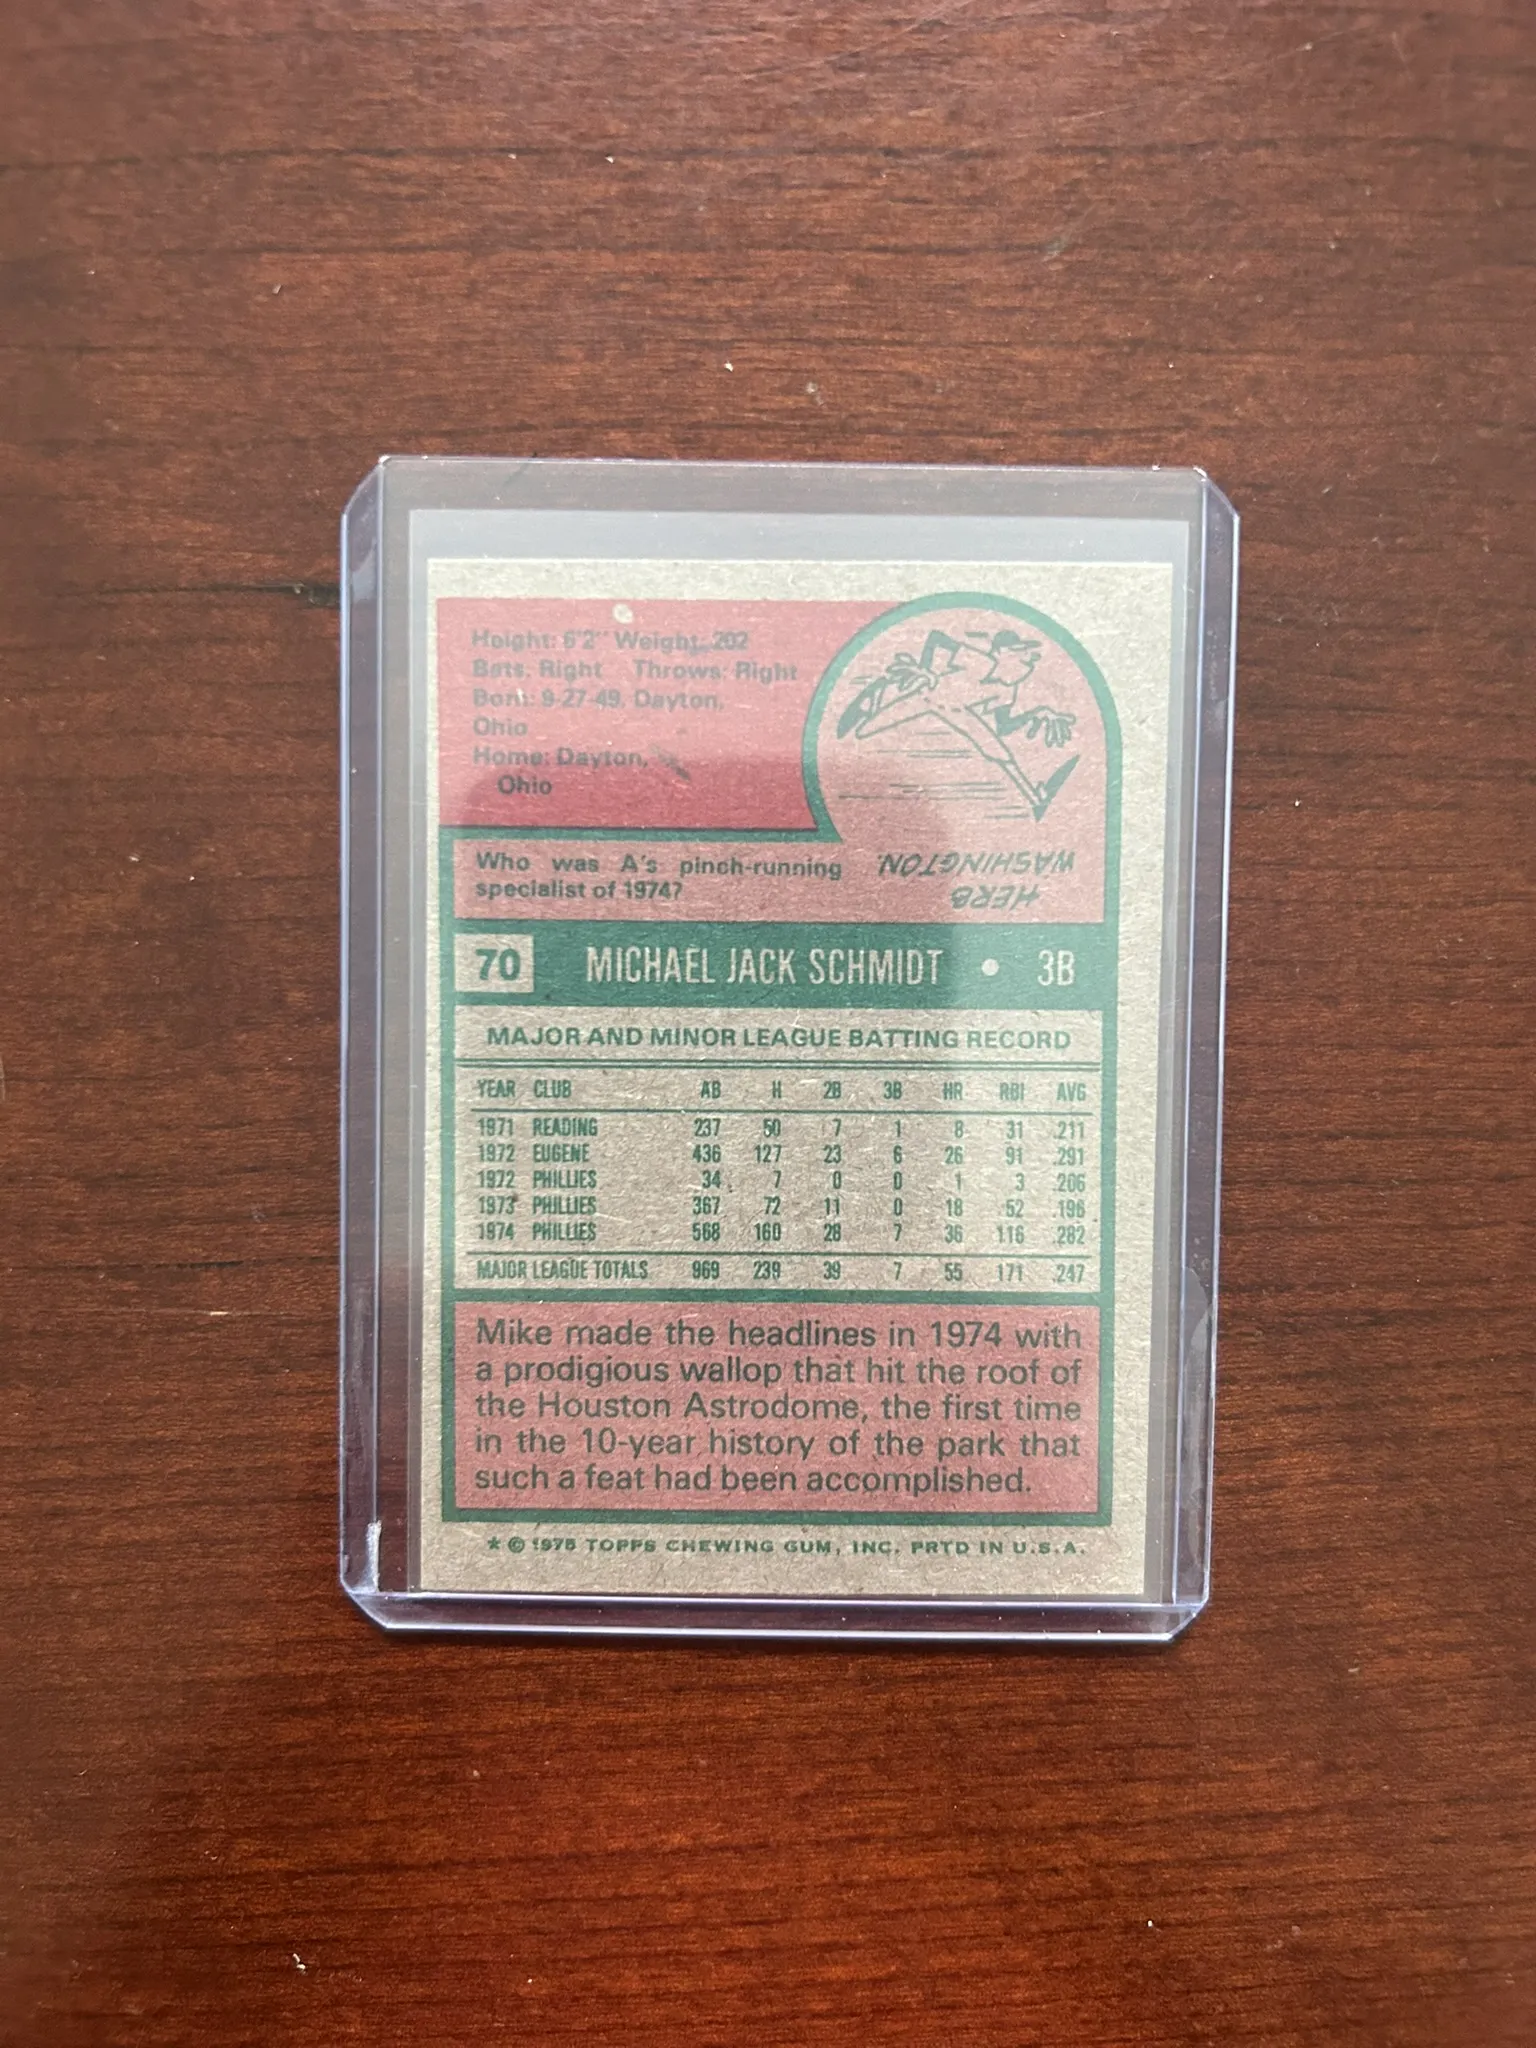 Height: 6'2" Weight: 202
Bats: Right Throws: Right
Born: 9-27-49, Dayton,
Ohio
Home: Dayton,
Ohio
Who was A's pinch-running
specialist of 1974?
HERB
WASHINGTON.
70 MICHAEL JACK SCHMIDT • 3B
MAJOR AND MINOR LEAGUE BATTING RECORD
YEAR CLUB AB H 2B 3B HR RBI AVG
1971 READING 237 50 7 1 8 31 .211
1972 EUGENE 436 127 23 6 26 91 .291
1972 PHILLIES 34 7 0 0 1 3 .206
1973 PHILLIES 367 72 11 0 18 52 .196
1974 PHILLIES 568 160 28 7 36 116 .282
MAJOR LEAGUE TOTALS 969 239 39 7 55 171 .247
Mike made the headlines in 1974 with
a prodigious wallop that hit the roof of
the Houston Astrodome, the first time
in the 10-year history of the park that
such a feat had been accomplished.
* © 1975 TOPPS CHEWING GUM, INC. PRTD IN U.S.A.